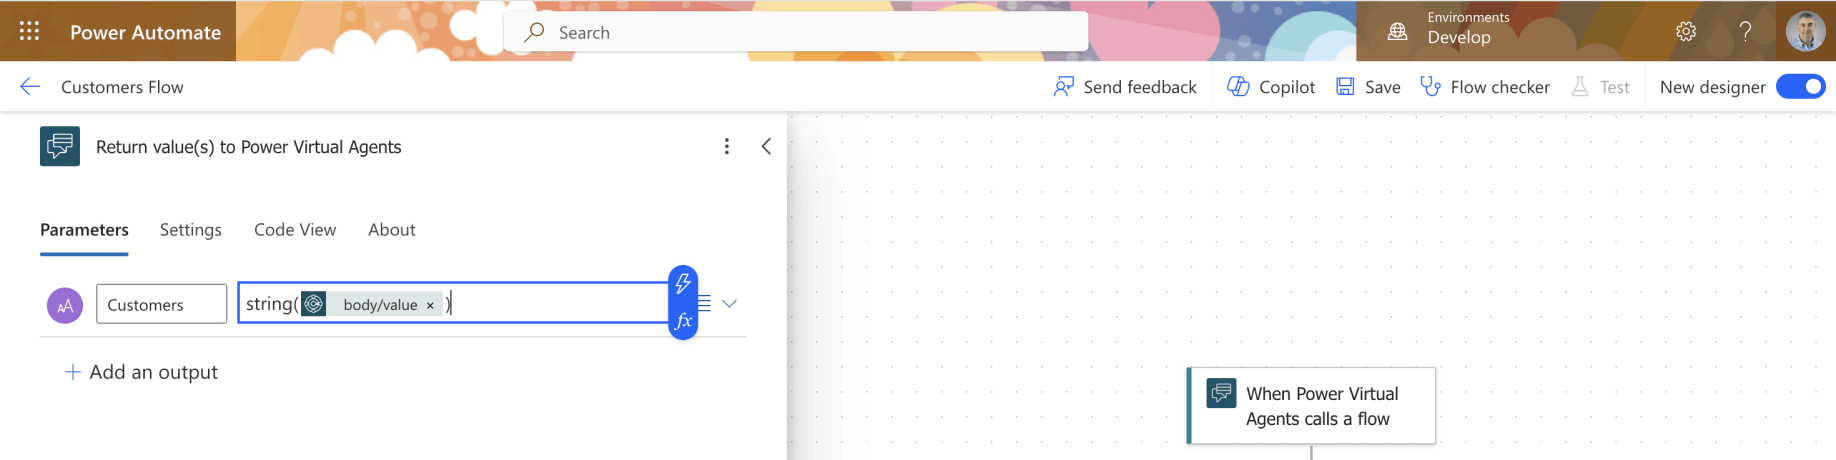 Power Automate
Search
Environments
Develop
?
Customers Flow
Send feedback
Copilot
Save
Flow checker
Test
New designer
Return value(s) to Power Virtual Agents
Parameters Settings Code View About
AA Customers string( body/value × )
fx
+ Add an output
When Power Virtual
Agents calls a flow